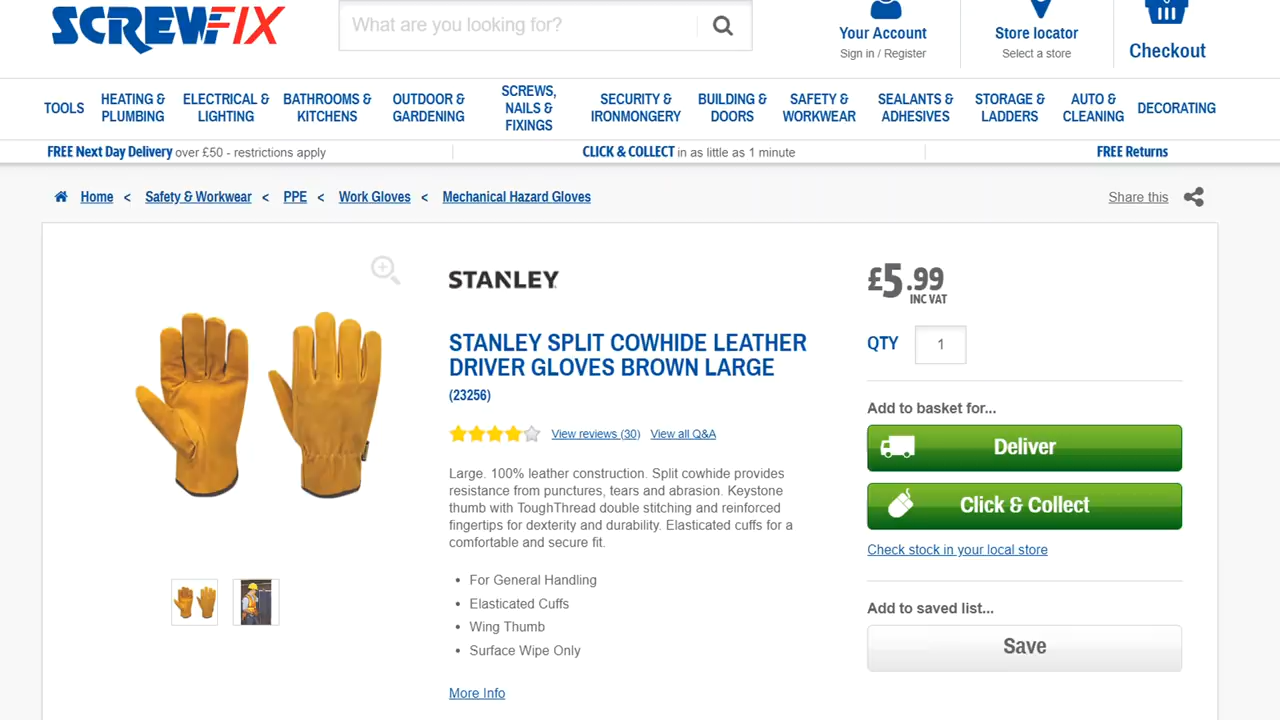 SCREWFIX
What are you looking for?
Your Account
Sign in / Register
Store locator
Select a store
Checkout
TOOLS
HEATING &
PLUMBING
ELECTRICAL &
LIGHTING
BATHROOMS &
KITCHENS
OUTDOOR &
GARDENING
SCREWS,
NAILS &
FIXINGS
SECURITY &
IRONMONGERY
BUILDING &
DOORS
SAFETY &
WORKWEAR
SEALANTS &
ADHESIVES
STORAGE &
LADDERS
AUTO &
CLEANING
DECORATING
FREE Next Day Delivery over £50 - restrictions apply
CLICK & COLLECT in as little as 1 minute
FREE Returns
Home < Safety & Workwear < PPE < Work Gloves < Mechanical Hazard Gloves
Share this
STANLEY
STANLEY SPLIT COWHIDE LEATHER
DRIVER GLOVES BROWN LARGE
(23256)
View reviews (30) View all Q&A
Large. 100% leather construction. Split cowhide provides
resistance from punctures, tears and abrasion. Keystone
thumb with ToughThread double stitching and reinforced
fingertips for dexterity and durability. Elasticated cuffs for a
comfortable and secure fit.
• For General Handling
• Elasticated Cuffs
• Wing Thumb
• Surface Wipe Only
More Info
£5.99
INC VAT
QTY 1
Add to basket for...
Deliver
Click & Collect
Check stock in your local store
Add to saved list...
Save